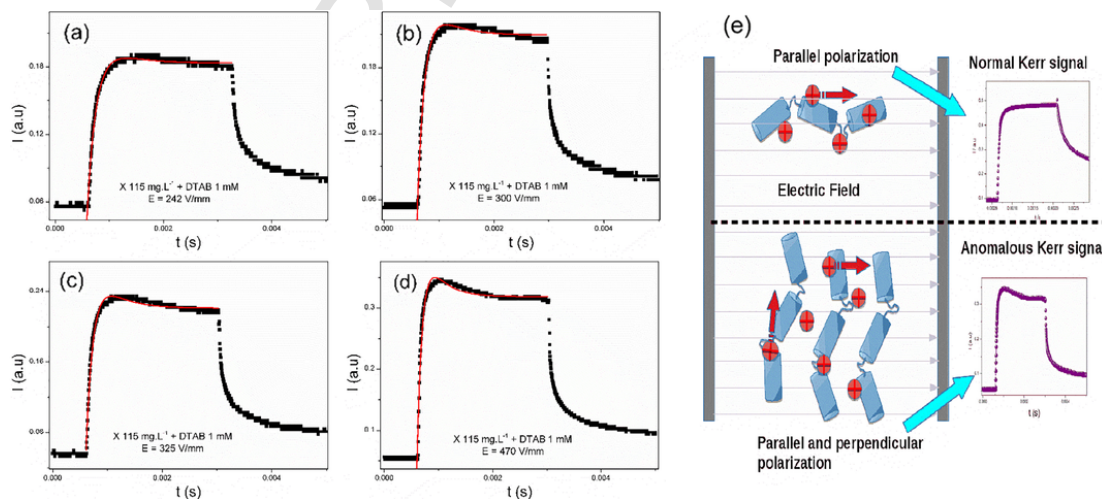 (a)
I (a.u)
0.18
0.12
0.06
X 115 mg.L⁻¹ + DTAB 1 mM
E = 242 V/mm
0.000
0.002
0.004
t (s)
(b)
I (a.u)
0.18
0.12
0.06
X 115 mg.L⁻¹ + DTAB 1 mM
E = 300 V/mm
0.000
0.002
0.004
t (s)
(c)
I (a.u)
0.24
0.16
0.06
X 115 mg.L⁻¹ + DTAB 1 mM
E = 325 V/mm
0.000
0.002
0.004
t (s)
(d)
I (a.u)
0.3
0.2
0.1
X 115 mg.L⁻¹ + DTAB 1 mM
E = 470 V/mm
0.000
0.002
0.004
t (s)
(e)
Parallel polarization
Normal Kerr signal
Electric Field
Anomalous Kerr signal
t (s)
Parallel and perpendicular
polarization